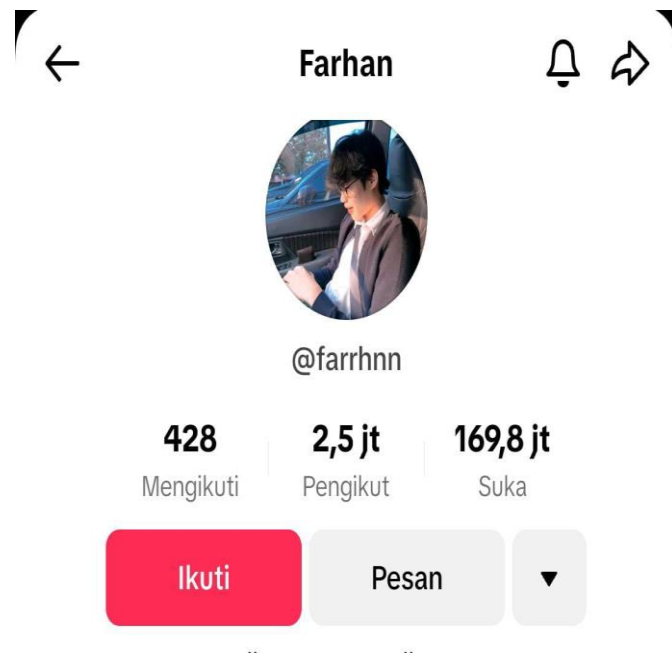 Farhan
@farrhnn
428 2,5 jt 169,8 jt
Mengikuti Pengikut Suka
Ikuti Pesan